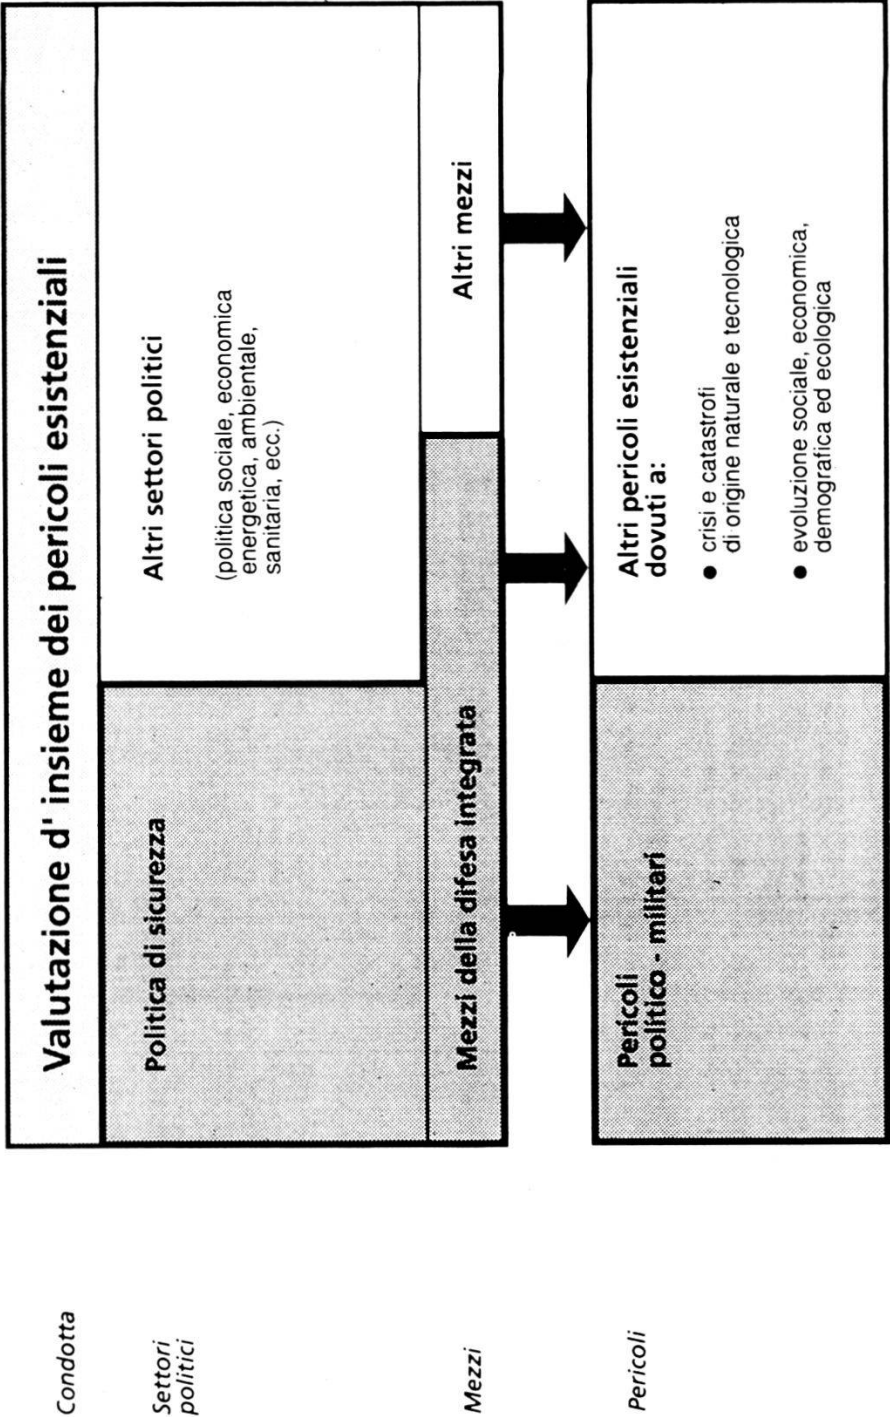 Condotta
Valutazione d' insieme dei pericoli esistenziali
Settori
politici
Politica di sicurezza
Altri settori politici
(politica sociale, economica
energetica, ambientale,
sanitaria, ecc.)
Mezzi
Mezzi della difesa integrata
Altri mezzi
Pericoli
Pericoli
politico - militari
Altri pericoli esistenziali
dovuti a:
● crisi e catastrofi
di origine naturale e tecnologica
● evoluzione sociale, economica,
demografica ed ecologica